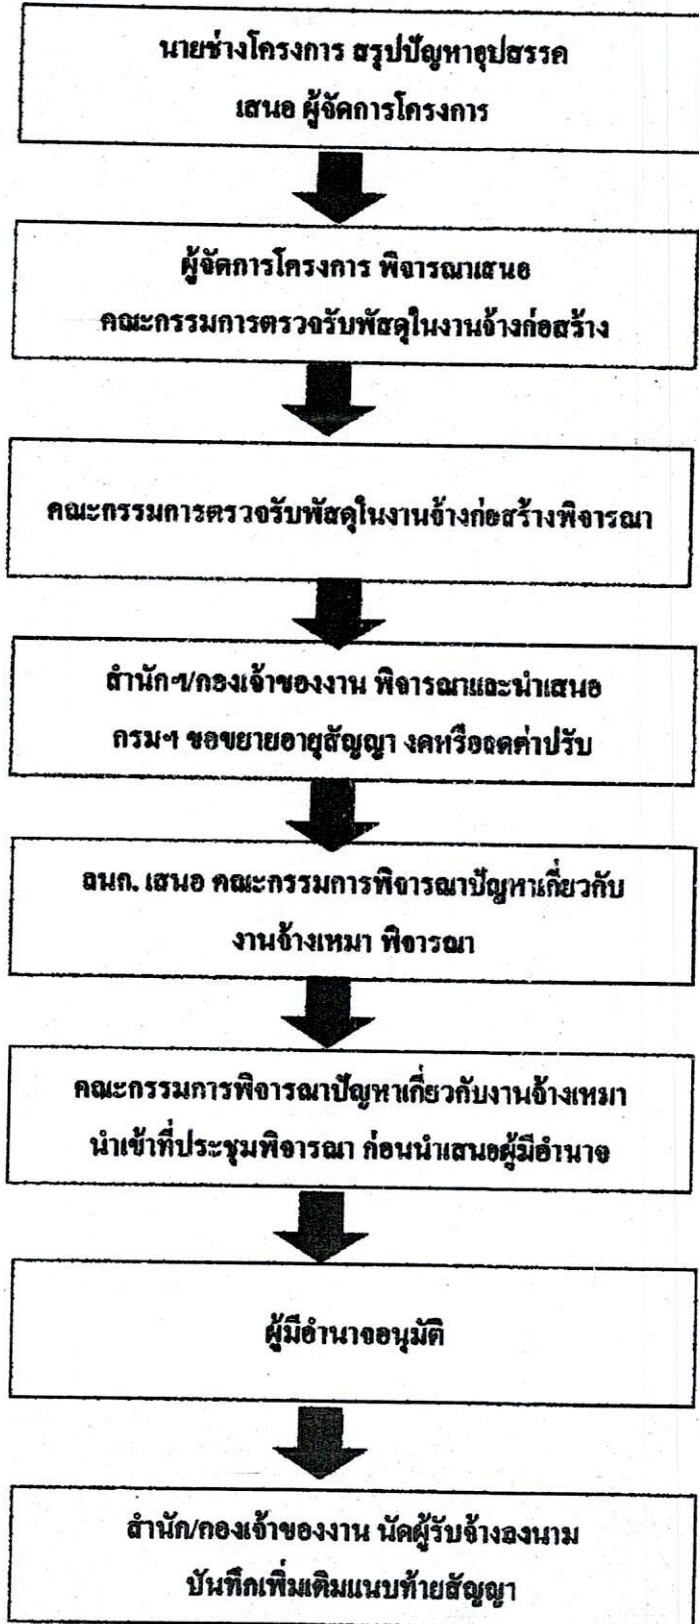 นายช่างโครงการ สรุปปัญหาอุปสรรค
เสนอ ผู้จัดการโครงการ
ผู้จัดการโครงการ พิจารณาเสนอ
คณะกรรมการตรวจรับพัสดุในงานจ้างก่อสร้าง
คณะกรรมการตรวจรับพัสดุในงานจ้างก่อสร้างพิจารณา
สำนักฯ/กองเจ้าของงาน พิจารณาและนำเสนอ
กรมฯ ขอขยายอายุสัญญา งดหรือลดค่าปรับ
ลนก. เสนอ คณะกรรมการพิจารณาปัญหาเกี่ยวกับ
งานจ้างเหมา พิจารณา
คณะกรรมการพิจารณาปัญหาเกี่ยวกับงานจ้างเหมา
นำเข้าที่ประชุมพิจารณา ก่อนนำเสนอผู้มีอำนาจ
ผู้มีอำนาจอนุมัติ
สำนัก/กองเจ้าของงาน นัดผู้รับจ้างลงนาม
บันทึกเพิ่มเติมแนบท้ายสัญญา